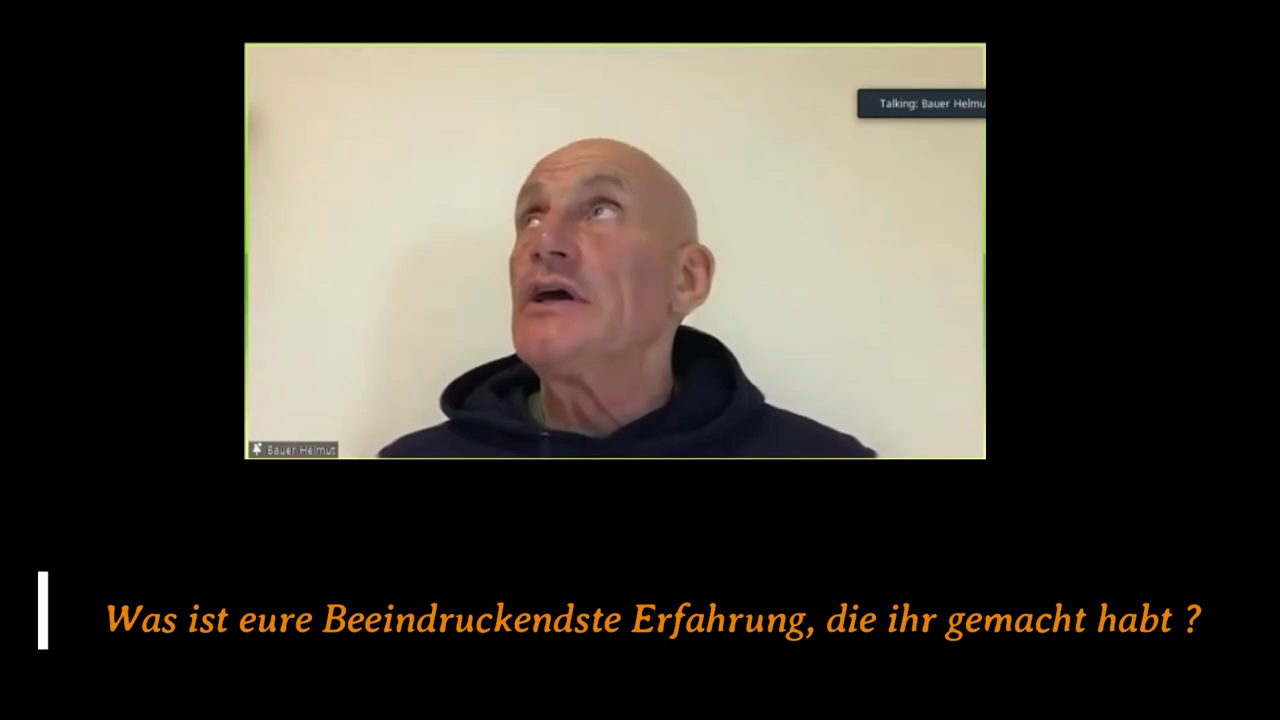 Talking: Bauer Helmu
Bauer Helmut
Was ist eure Beeindruckendste Erfahrung, die ihr gemacht habt ?